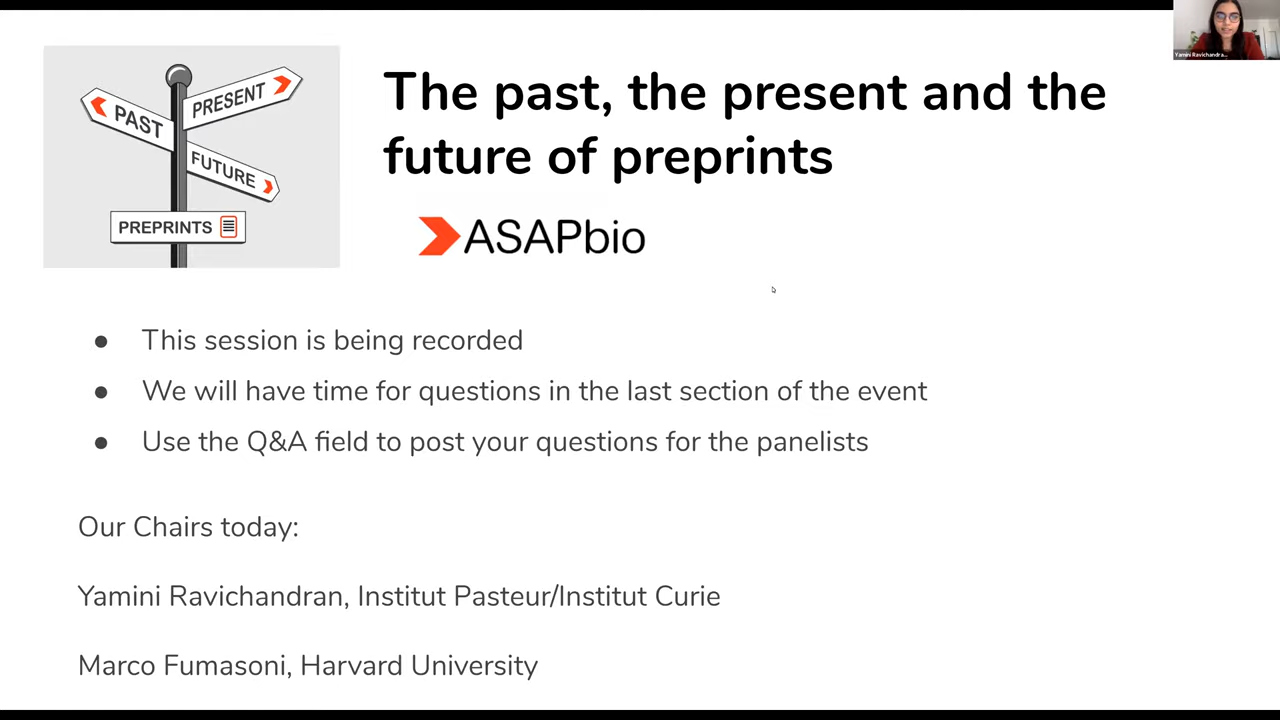 The past, the present and the
future of preprints
PAST
PRESENT
FUTURE
PREPRINTS
ASAPbio
● This session is being recorded
● We will have time for questions in the last section of the event
● Use the Q&A field to post your questions for the panelists
Our Chairs today:
Yamini Ravichandran, Institut Pasteur/Institut Curie
Marco Fumasoni, Harvard University
Yamini Ravichandra...